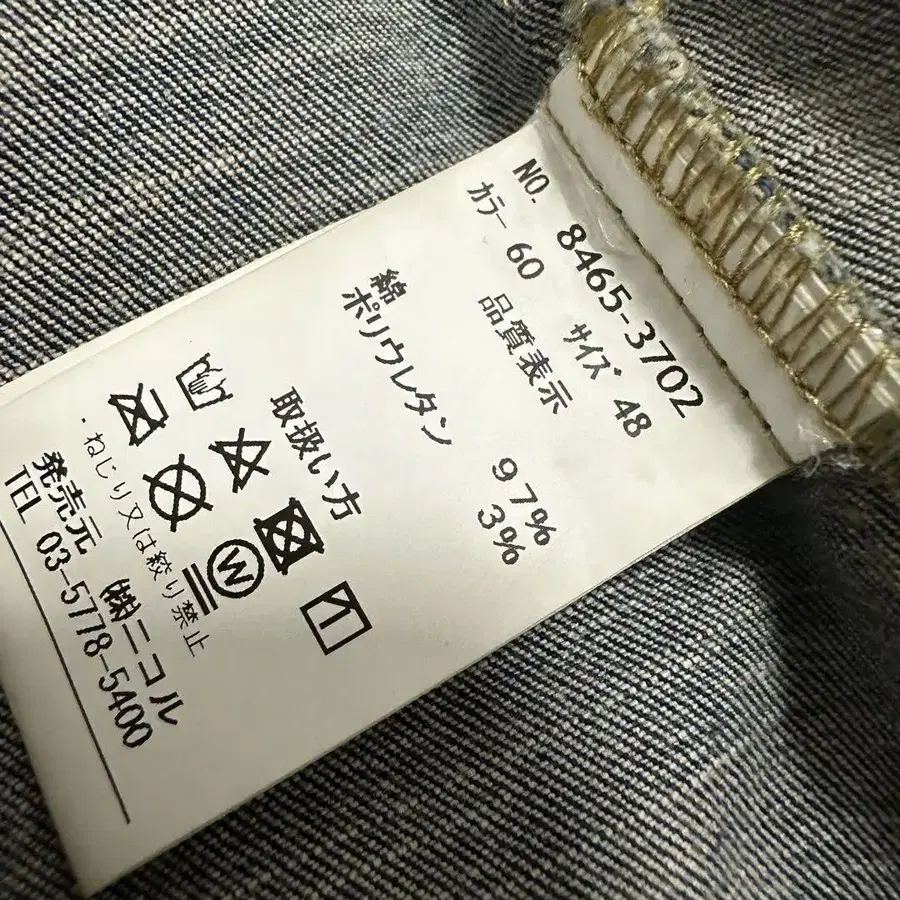 NO. 8465-3702
カラー 60 サイズ 48
品質表示
綿 97%
ポリウレタン 3%
取扱い方
W
・ねじり又は絞り禁止
発売元 ㈱ニコル
TEL 03-5778-5400